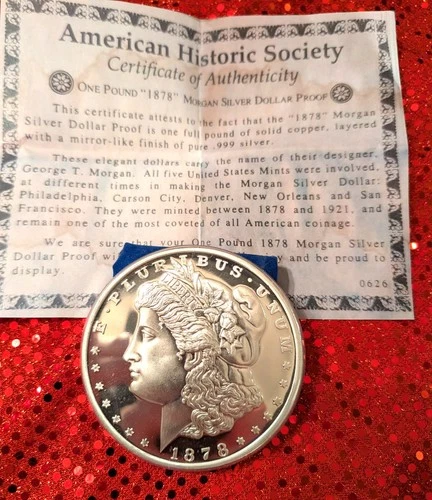 American Historic Society
Certificate of Authenticity
ONE POUND "1878" MORGAN SILVER DOLLAR PROOF
This certificate attests to the fact that the "1878" Morgan
Silver Dollar Proof is one full pound of solid copper, layered
with a mirror-like finish of pure .999 silver.
These elegant dollars carry the name of their designer,
George T. Morgan. All five United States Mints were involved,
at different times in making the Morgan Silver Dollar:
Philadelphia, Carson City, Denver, New Orleans and San
Francisco. They were minted between 1878 and 1921, and
remain one of the most coveted of all American coinage.
We are sure that your One Pound 1878 Morgan Silver
Dollar Proof and be proud to
display.
0626
E·PLURIBUS·UNUM
LIBERTY
1878